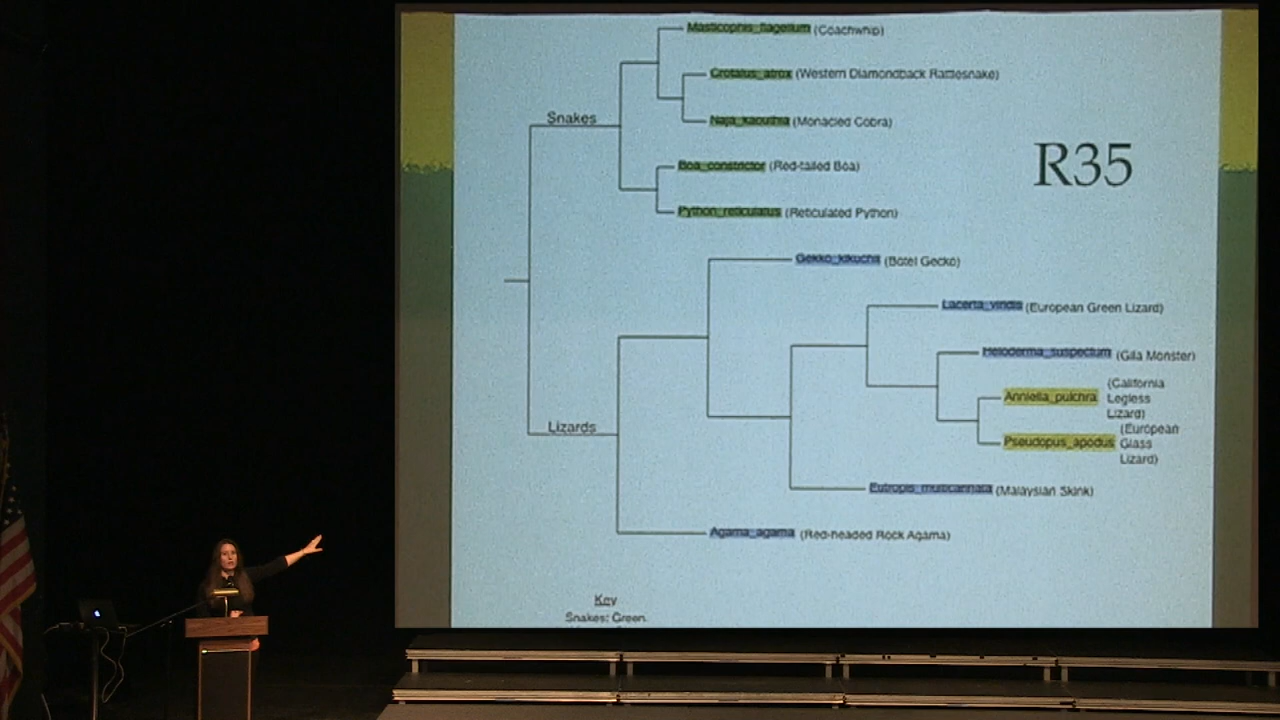 Masticophis_flagellum (Coachwhip)
Crotalus_atrox (Western Diamondback Rattlesnake)
Snakes
Naja_kaouthia (Monacled Cobra)
R35
Boa_constrictor (Red-tailed Boa)
Python_reticulatus (Reticulated Python)
Gekko_kikuchii (Botel Gecko)
Lacerta_viridis (European Green Lizard)
Heloderma_suspectum (Gila Monster)
Anniella_pulchra (California
Legless
Lizard)
Pseudopus_apodus (European
Glass
Lizard)
Lizards
(Malaysian Skink)
Agama_agama (Red-headed Rock Agama)
Key
Snakes: Green